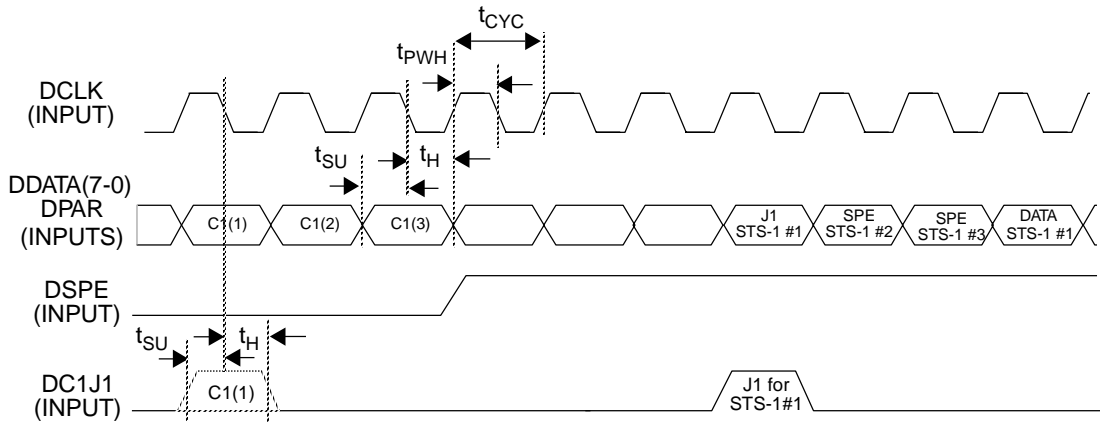 tCYC
tPWH
DCLK
(INPUT)
tSU
tH
DDATA(7-0)
DPAR
(INPUTS)
C1(1)
C1(2)
C1(3)
J1
STS-1 #1
SPE
STS-1 #2
SPE
STS-1 #3
DATA
STS-1 #1
DSPE
(INPUT)
tSU
tH
DC1J1
(INPUT)
C1(1)
J1 for
STS-1#1